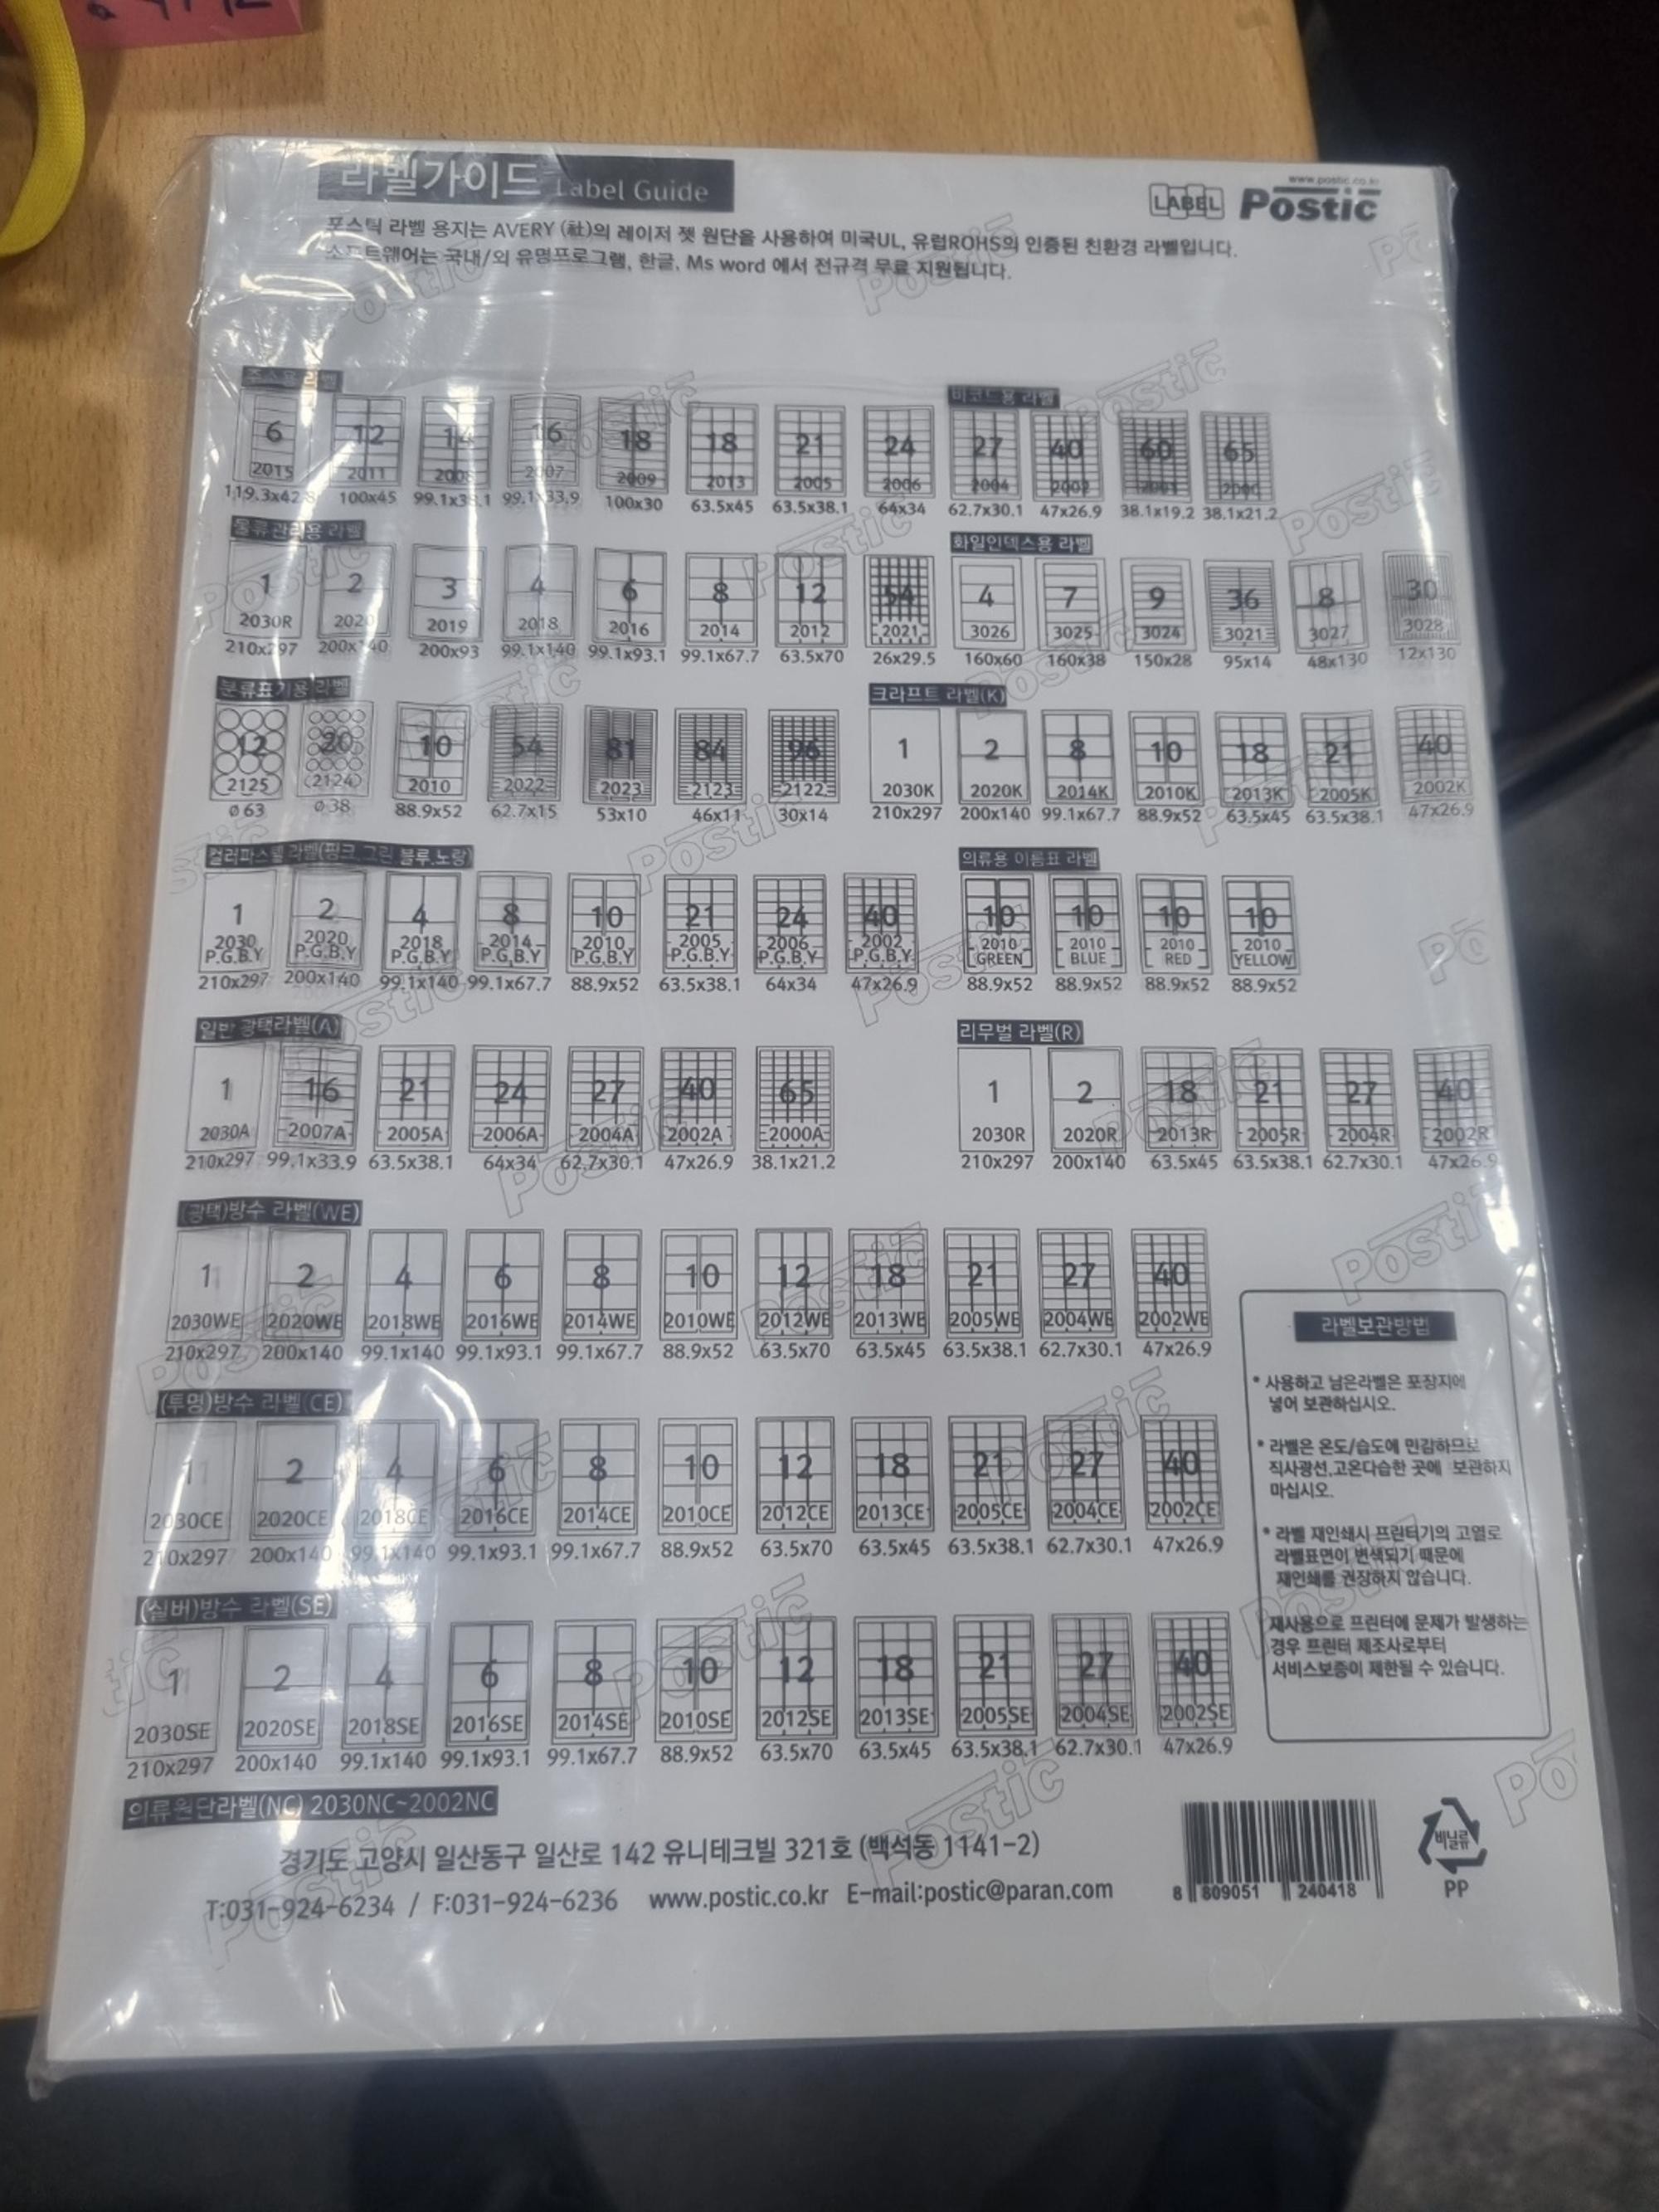 라벨가이드 Label Guide
www.postic.co.kr
LABEL Postic
포스틱 라벨 용지는 AVERY (社)의 레이저 젯 원단을 사용하여 미국UL, 유럽ROHS의 인증된 친환경 라벨입니다.
소프트웨어는 국내/외 유명프로그램, 한글, Ms word 에서 전규격 무료 지원됩니다.
주소용 라벨 바코드용 라벨
6 12 14 16 18 18 21 24 27 40 60 65
2015 2011 2008 2007 2009 2013 2005 2006 2004 2002 2001 2000
119.3x42.8 100x45 99.1x38.1 99.1x33.9 100x30 63.5x45 63.5x38.1 64x34 62.7x30.1 47x26.9 38.1x19.2 38.1x21.2
물류관리용 라벨 화일인덱스용 라벨
1 2 3 4 6 8 12 54 4 7 9 36 8 30
2030R 2020 2019 2018 2016 2014 2012 2021 3026 3025 3024 3021 3027 3028
210x297 200x140 200x93 99.1x140 99.1x93.1 99.1x67.7 63.5x70 26x29.5 160x60 160x38 150x28 95x14 48x130 12x130
분류표기용 라벨 크라프트 라벨(K)
12 20 10 54 81 84 96 1 2 8 10 18 21 40
2125 2124 2010 2022 2023 2123 2122 2030K 2020K 2014K 2010K 2013K 2005K 2002K
ø63 ø38 88.9x52 62.7x15 53x10 46x11 30x14 210x297 200x140 99.1x67.7 88.9x52 63.5x45 63.5x38.1 47x26.9
컬러파스텔 라벨(핑크,그린,블루,노랑) 의류용 이름표 라벨
1 2 4 8 10 21 24 40 10 10 10 10
2030 2020 2018 2014 2010 2005 2006 2002 2010 2010 2010 2010
P.G.B.Y P.G.B.Y P.G.B.Y P.G.B.Y P.G.B.Y P.G.B.Y P.G.B.Y P.G.B.Y GREEN BLUE RED YELLOW
210x297 200x140 99.1x140 99.1x67.7 88.9x52 63.5x38.1 64x34 47x26.9 88.9x52 88.9x52 88.9x52 88.9x52
일반 광택라벨(A) 리무벌 라벨(R)
1 16 21 24 27 40 65 1 2 18 21 27 40
2030A 2007A 2005A 2006A 2004A 2002A 2000A 2030R 2020R 2013R 2005R 2004R 2002R
210x297 99.1x33.9 63.5x38.1 64x34 62.7x30.1 47x26.9 38.1x21.2 210x297 200x140 63.5x45 63.5x38.1 62.7x30.1 47x26.9
(광택)방수 라벨(WE)
1 2 4 6 8 10 12 18 21 27 40
2030WE 2020WE 2018WE 2016WE 2014WE 2010WE 2012WE 2013WE 2005WE 2004WE 2002WE
210x297 200x140 99.1x140 99.1x93.1 99.1x67.7 88.9x52 63.5x70 63.5x45 63.5x38.1 62.7x30.1 47x26.9
(투명)방수 라벨(CE)
1 2 4 6 8 10 12 18 21 27 40
2030CE 2020CE 2018CE 2016CE 2014CE 2010CE 2012CE 2013CE 2005CE 2004CE 2002CE
210x297 200x140 99.1x140 99.1x93.1 99.1x67.7 88.9x52 63.5x70 63.5x45 63.5x38.1 62.7x30.1 47x26.9
(실버)방수 라벨(SE)
1 2 4 6 8 10 12 18 21 27 40
2030SE 2020SE 2018SE 2016SE 2014SE 2010SE 2012SE 2013SE 2005SE 2004SE 2002SE
210x297 200x140 99.1x140 99.1x93.1 99.1x67.7 88.9x52 63.5x70 63.5x45 63.5x38.1 62.7x30.1 47x26.9
라벨보관방법
* 사용하고 남은라벨은 포장지에
넣어 보관하십시오.
* 라벨은 온도/습도에 민감하므로
직사광선,고온다습한 곳에 보관하지
마십시오.
* 라벨 재인쇄시 프린터기의 고열로
라벨표면이 변색되기 때문에
재인쇄를 권장하지 않습니다.
재사용으로 프린터에 문제가 발생하는
경우 프린터 제조사로부터
서비스보증이 제한될 수 있습니다.
의류원단라벨(NC) 2030NC~2002NC
경기도 고양시 일산동구 일산로 142 유니테크빌 321호 (백석동 1141-2)
T:031-924-6234 / F:031-924-6236 www.postic.co.kr E-mail:postic@paran.com
8 809051 240418
비닐류
PP